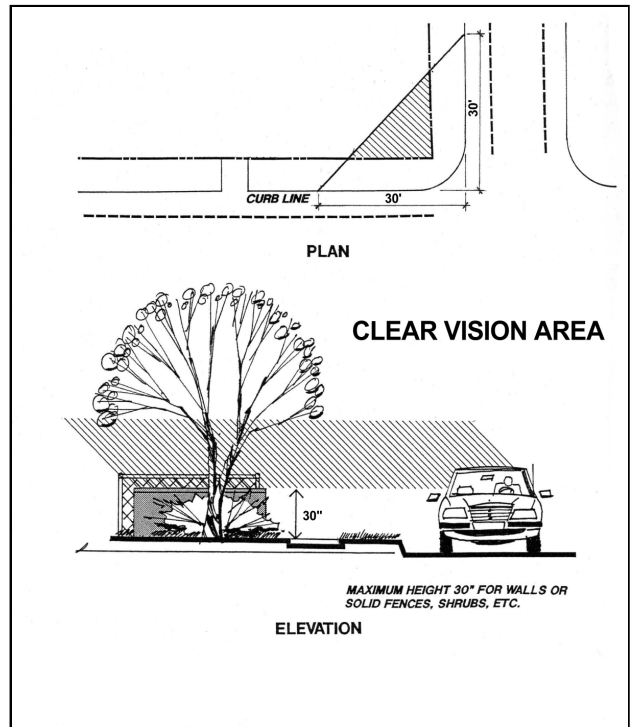 30'
CURB LINE
30'
PLAN
CLEAR VISION AREA
30"
MAXIMUM HEIGHT 30" FOR WALLS OR
SOLID FENCES, SHRUBS, ETC.
ELEVATION